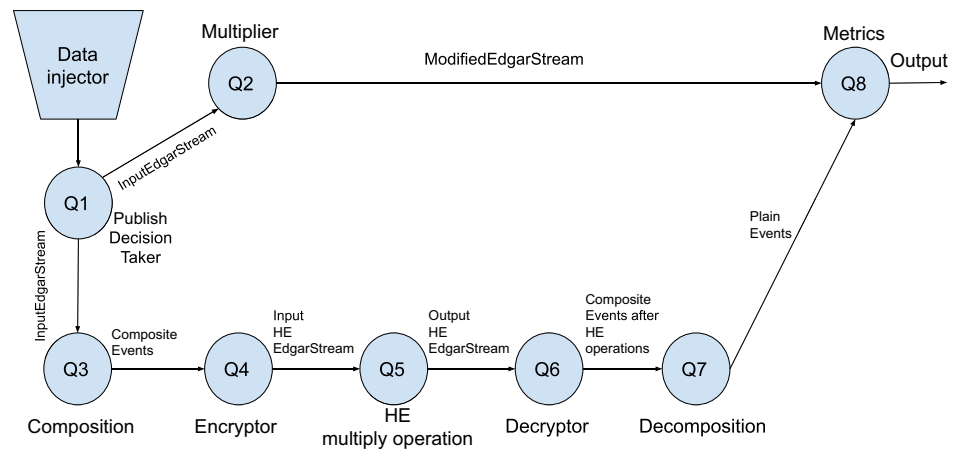 Data
injector
Multiplier
Q2
ModifiedEdgarStream
Metrics
Q8
Output
InputEdgarStream
Q1
Publish
Decision
Taker
InputEdgarStream
Q3
Composition
Composite
Events
Q4
Encryptor
Input
HE
EdgarStream
Q5
HE
multiply operation
Output
HE
EdgarStream
Q6
Decryptor
Composite
Events after
HE
operations
Q7
Decomposition
Plain
Events